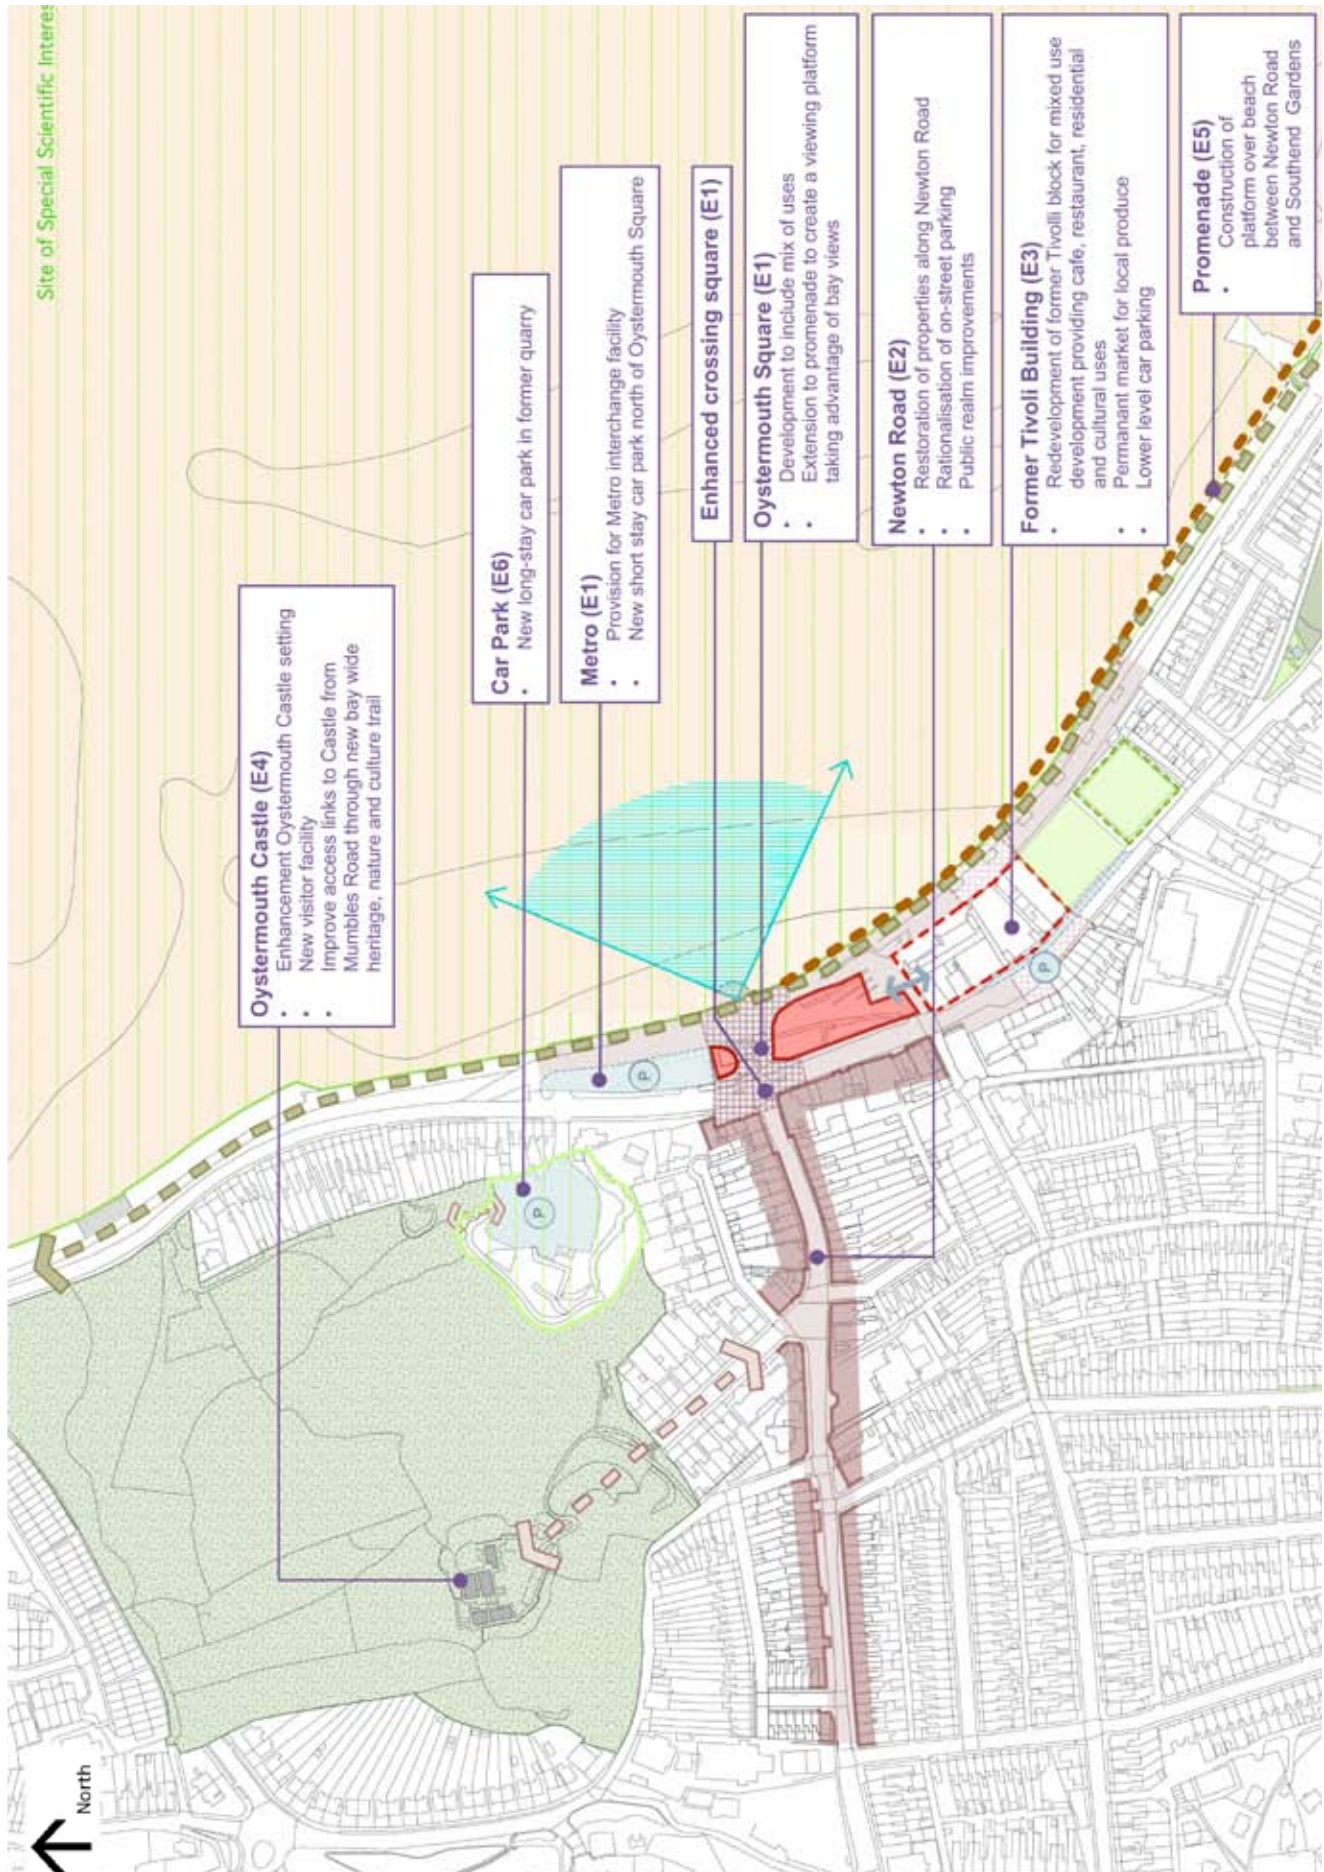 Site of Special Scientific Interes
Oystermouth Castle (E4)
• Enhancement Oystermouth Castle setting
• New visitor facility
• Improve access links to Castle from
Mumbles Road through new bay wide
heritage, nature and culture trail
Car Park (E6)
• New long-stay car park in former quarry
Metro (E1)
• Provision for Metro interchange facility
• New short stay car park north of Oystermouth Square
Enhanced crossing square (E1)
Oystermouth Square (E1)
• Development to include mix of uses
• Extension to promenade to create a viewing platform
taking advantage of bay views
Newton Road (E2)
• Restoration of properties along Newton Road
• Rationalisation of on-street parking
• Public realm improvements
Former Tivoli Building (E3)
• Redevelopment of former Tivolli block for mixed use
development providing cafe, restaurant, residential
and cultural uses
• Permanant market for local produce
• Lower level car parking
Promenade (E5)
• Construction of
platform over beach
between Newton Road
and Southend Gardens
P
P
P
North